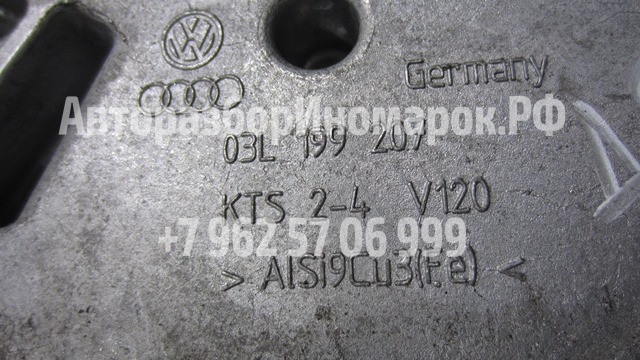 Germany
АвторазборИномарок.РФ
03L 199 207
KTS 2-4 V120
+7 962 57 06 999
> AlSi9Cu3(Fe) <